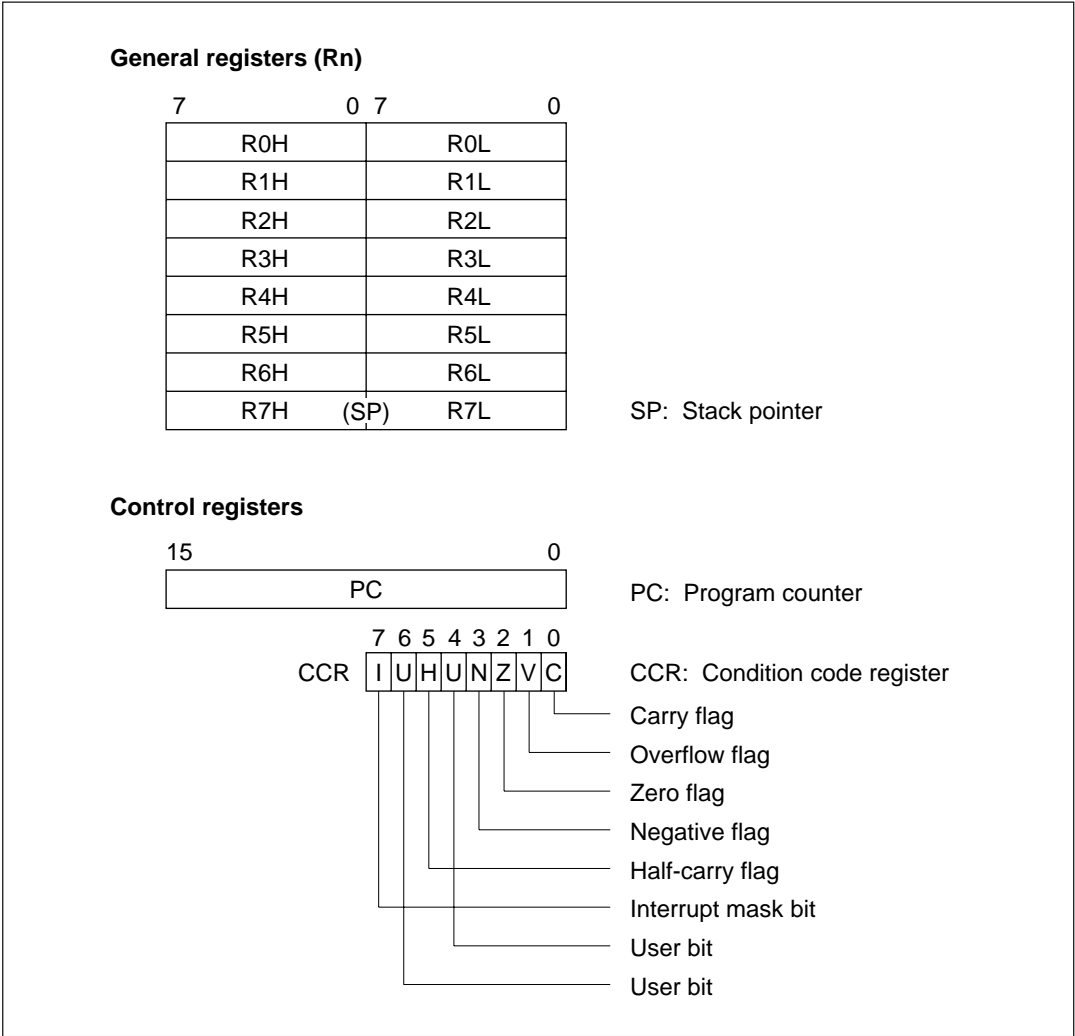 General registers (Rn)
7 0 7 0
R0H R0L
R1H R1L
R2H R2L
R3H R3L
R4H R4L
R5H R5L
R6H R6L
R7H (SP) R7L SP: Stack pointer
Control registers
15 0
PC PC: Program counter
7 6 5 4 3 2 1 0
CCR I U H U N Z V C CCR: Condition code register
Carry flag
Overflow flag
Zero flag
Negative flag
Half-carry flag
Interrupt mask bit
User bit
User bit